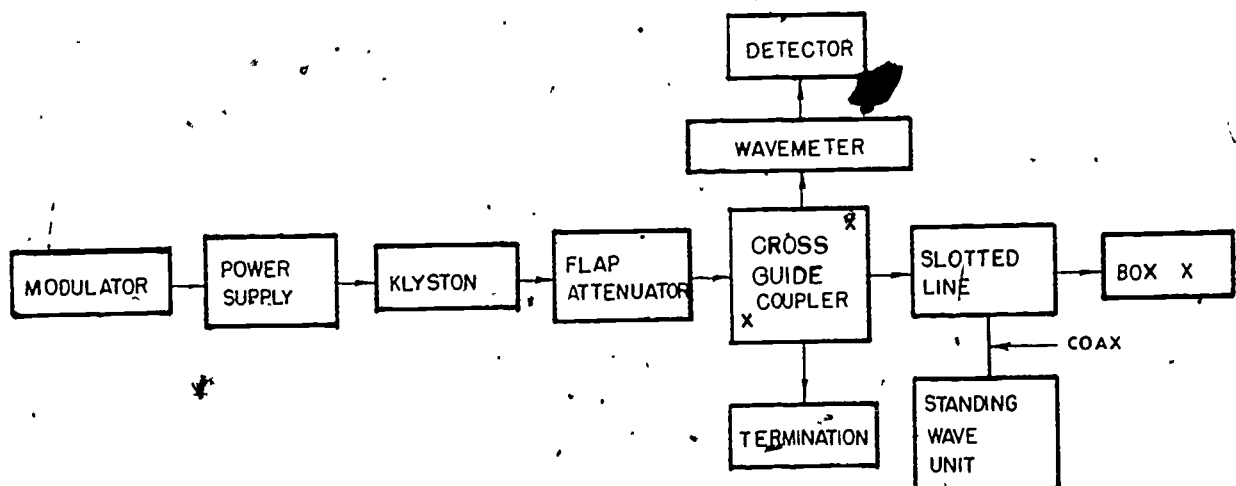 DETECTOR
WAVEMETER
MODULATOR
POWER
SUPPLY
KLYSTON
FLAP
ATTENUATOR
X
CROSS
GUIDE
COUPLER
X
SLOTTED
LINE
BOX X
COAX
TERMINATION
STANDING
WAVE
UNIT